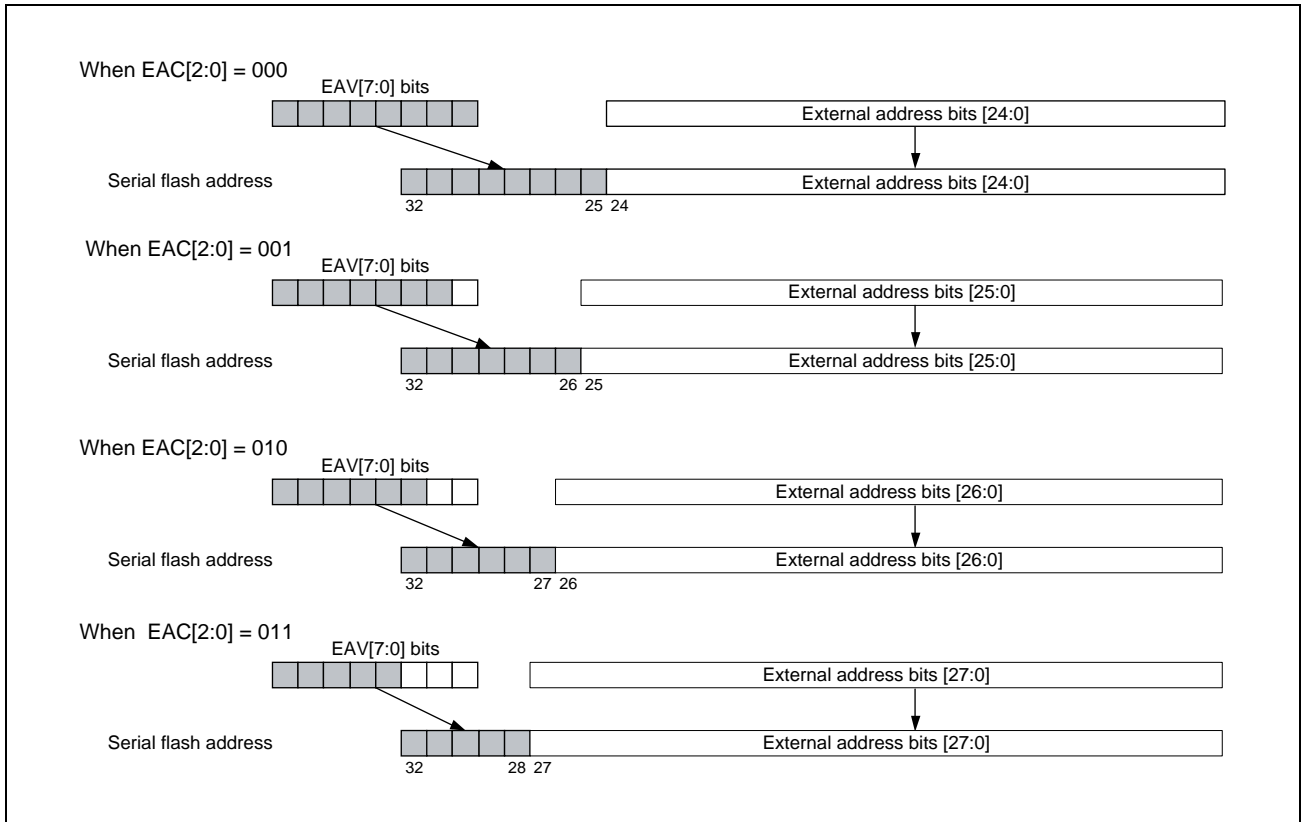 When EAC[2:0] = 000
EAV[7:0] bits
External address bits [24:0]
Serial flash address
External address bits [24:0]
32
25 24
When EAC[2:0] = 001
EAV[7:0] bits
External address bits [25:0]
Serial flash address
External address bits [25:0]
32
26 25
When EAC[2:0] = 010
EAV[7:0] bits
External address bits [26:0]
Serial flash address
External address bits [26:0]
32
27 26
When EAC[2:0] = 011
EAV[7:0] bits
External address bits [27:0]
Serial flash address
External address bits [27:0]
32
28 27